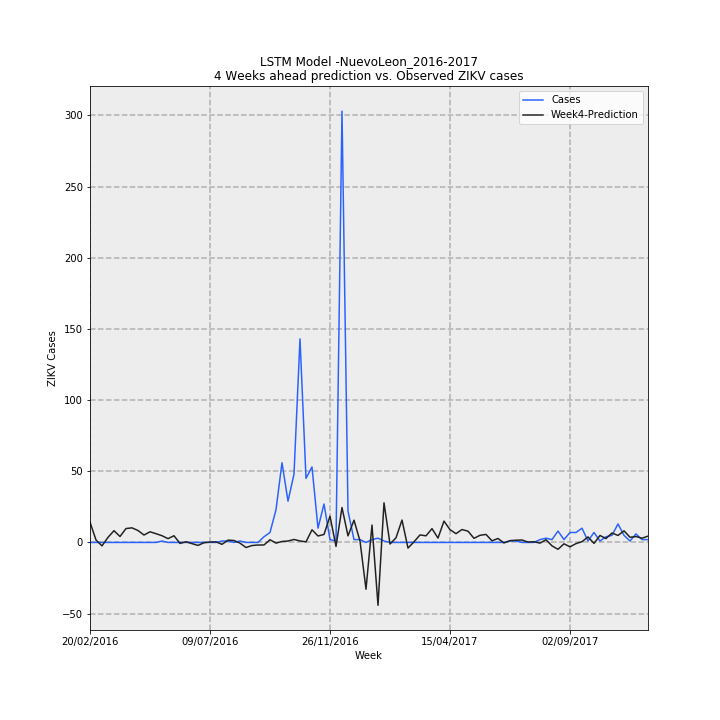 LSTM Model -NuevoLeon_2016-2017
4 Weeks ahead prediction vs. Observed ZIKV cases
Cases
Week4-Prediction
300
250
200
150
100
50
0
−50
ZIKV Cases
20/02/2016
09/07/2016
26/11/2016
15/04/2017
02/09/2017
Week